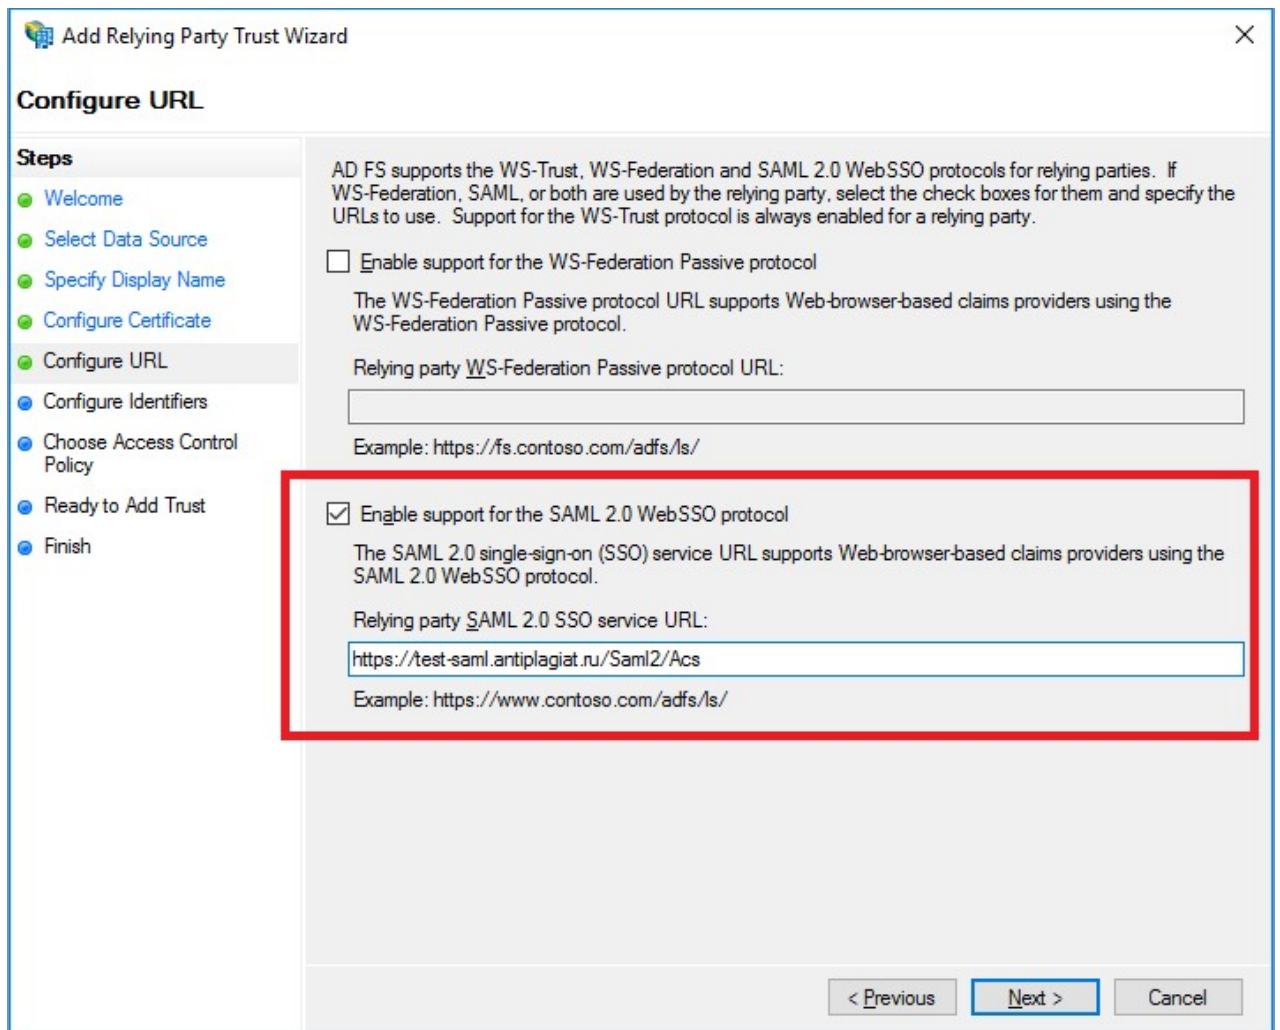 Add Relying Party Trust Wizard
Configure URL
Steps
Welcome
Select Data Source
Specify Display Name
Configure Certificate
Configure URL
Configure Identifiers
Choose Access Control
Policy
Ready to Add Trust
Finish
AD FS supports the WS-Trust, WS-Federation and SAML 2.0 WebSSO protocols for relying parties. If
WS-Federation, SAML, or both are used by the relying party, select the check boxes for them and specify the
URLs to use. Support for the WS-Trust protocol is always enabled for a relying party.
Enable support for the WS-Federation Passive protocol
The WS-Federation Passive protocol URL supports Web-browser-based claims providers using the
WS-Federation Passive protocol.
Relying party WS-Federation Passive protocol URL:
Example: https://fs.contoso.com/adfs/ls/
Enable support for the SAML 2.0 WebSSO protocol
The SAML 2.0 single-sign-on (SSO) service URL supports Web-browser-based claims providers using the
SAML 2.0 WebSSO protocol.
Relying party SAML 2.0 SSO service URL:
https://test-saml.antiplagiat.ru/Saml2/Acs
Example: https://www.contoso.com/adfs/ls/
< Previous
Next >
Cancel